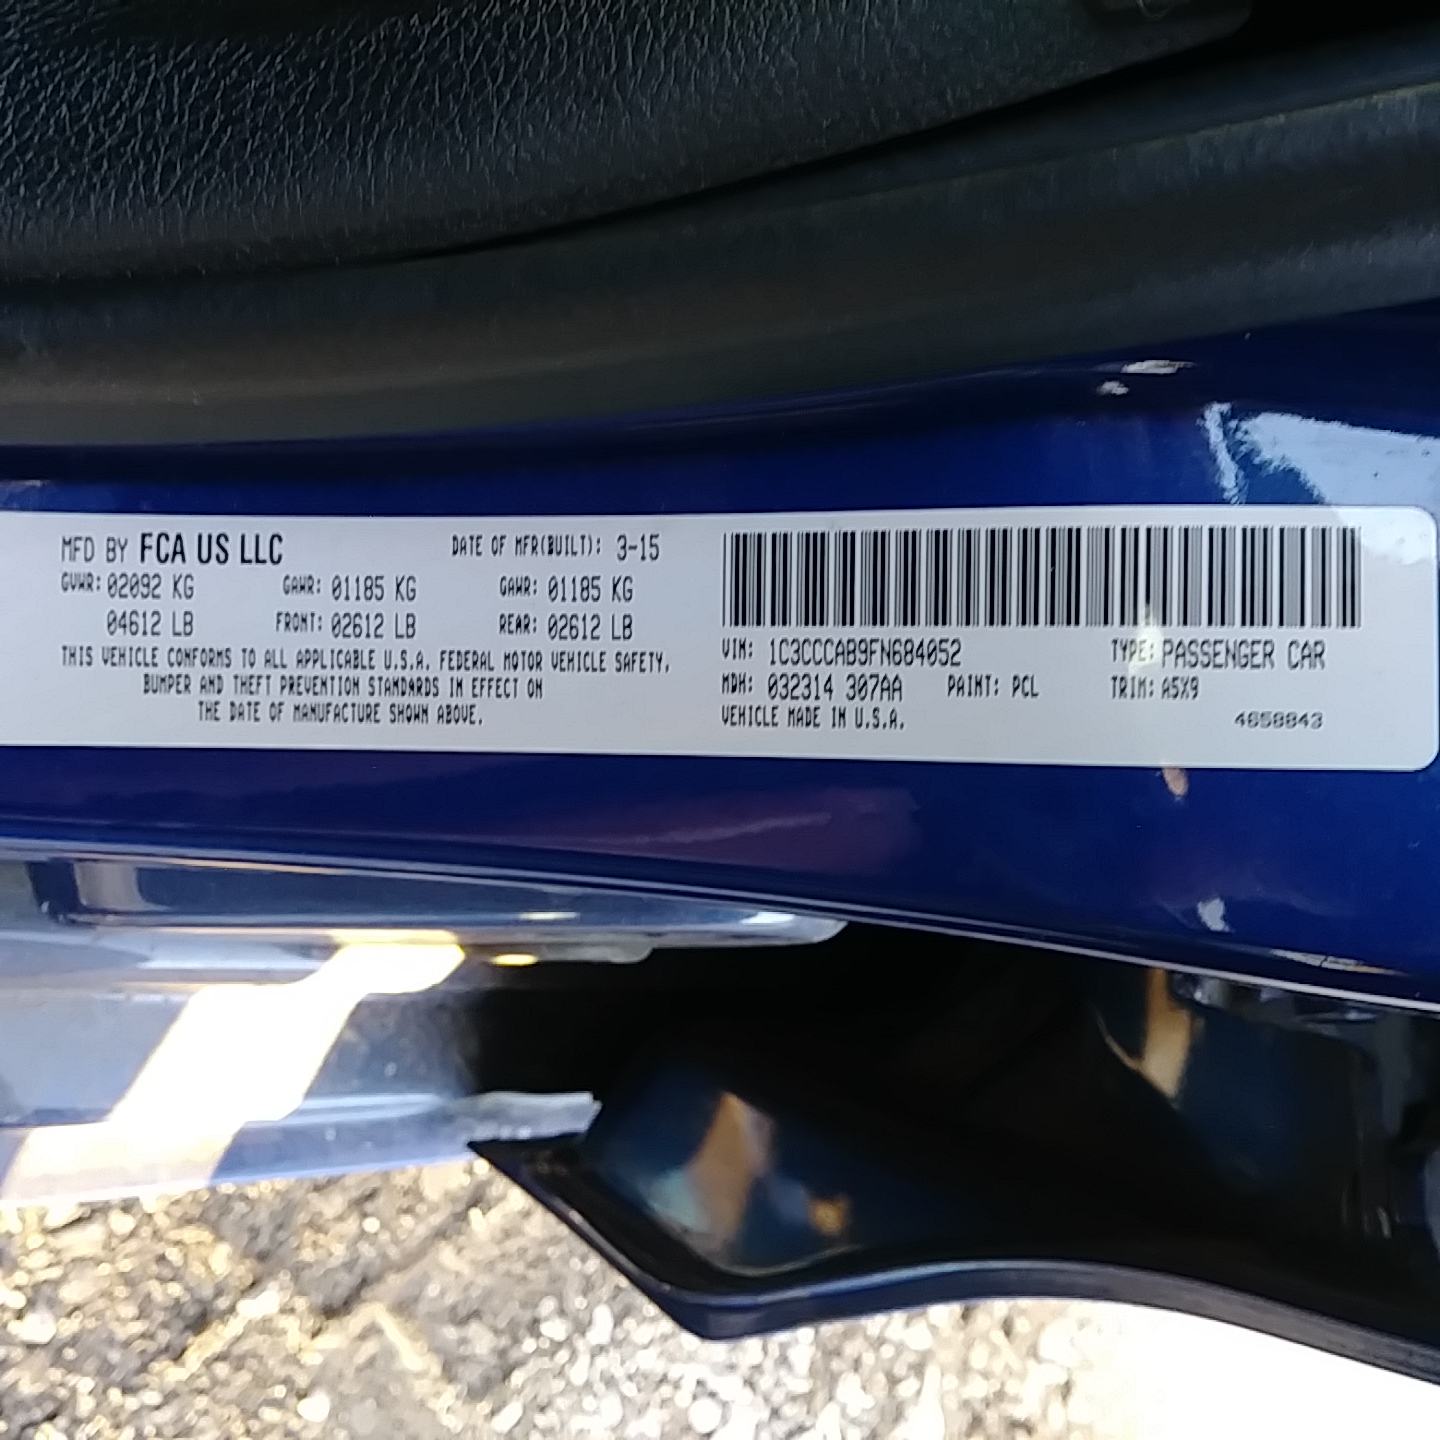 MFD BY FCA US LLC DATE OF MFR(BUILT): 3-15
GVWR: 02092 KG GAWR: 01185 KG GAWR: 01185 KG
04612 LB FRONT: 02612 LB REAR: 02612 LB
THIS VEHICLE CONFORMS TO ALL APPLICABLE U.S.A. FEDERAL MOTOR VEHICLE SAFETY,
BUMPER AND THEFT PREVENTION STANDARDS IN EFFECT ON
THE DATE OF MANUFACTURE SHOWN ABOVE.
VIN: 1C3CCCAB9FN684052 TYPE: PASSENGER CAR
MDH: 032314 307AA PAINT: PCL TRIM: A5X9
VEHICLE MADE IN U.S.A. 4658843